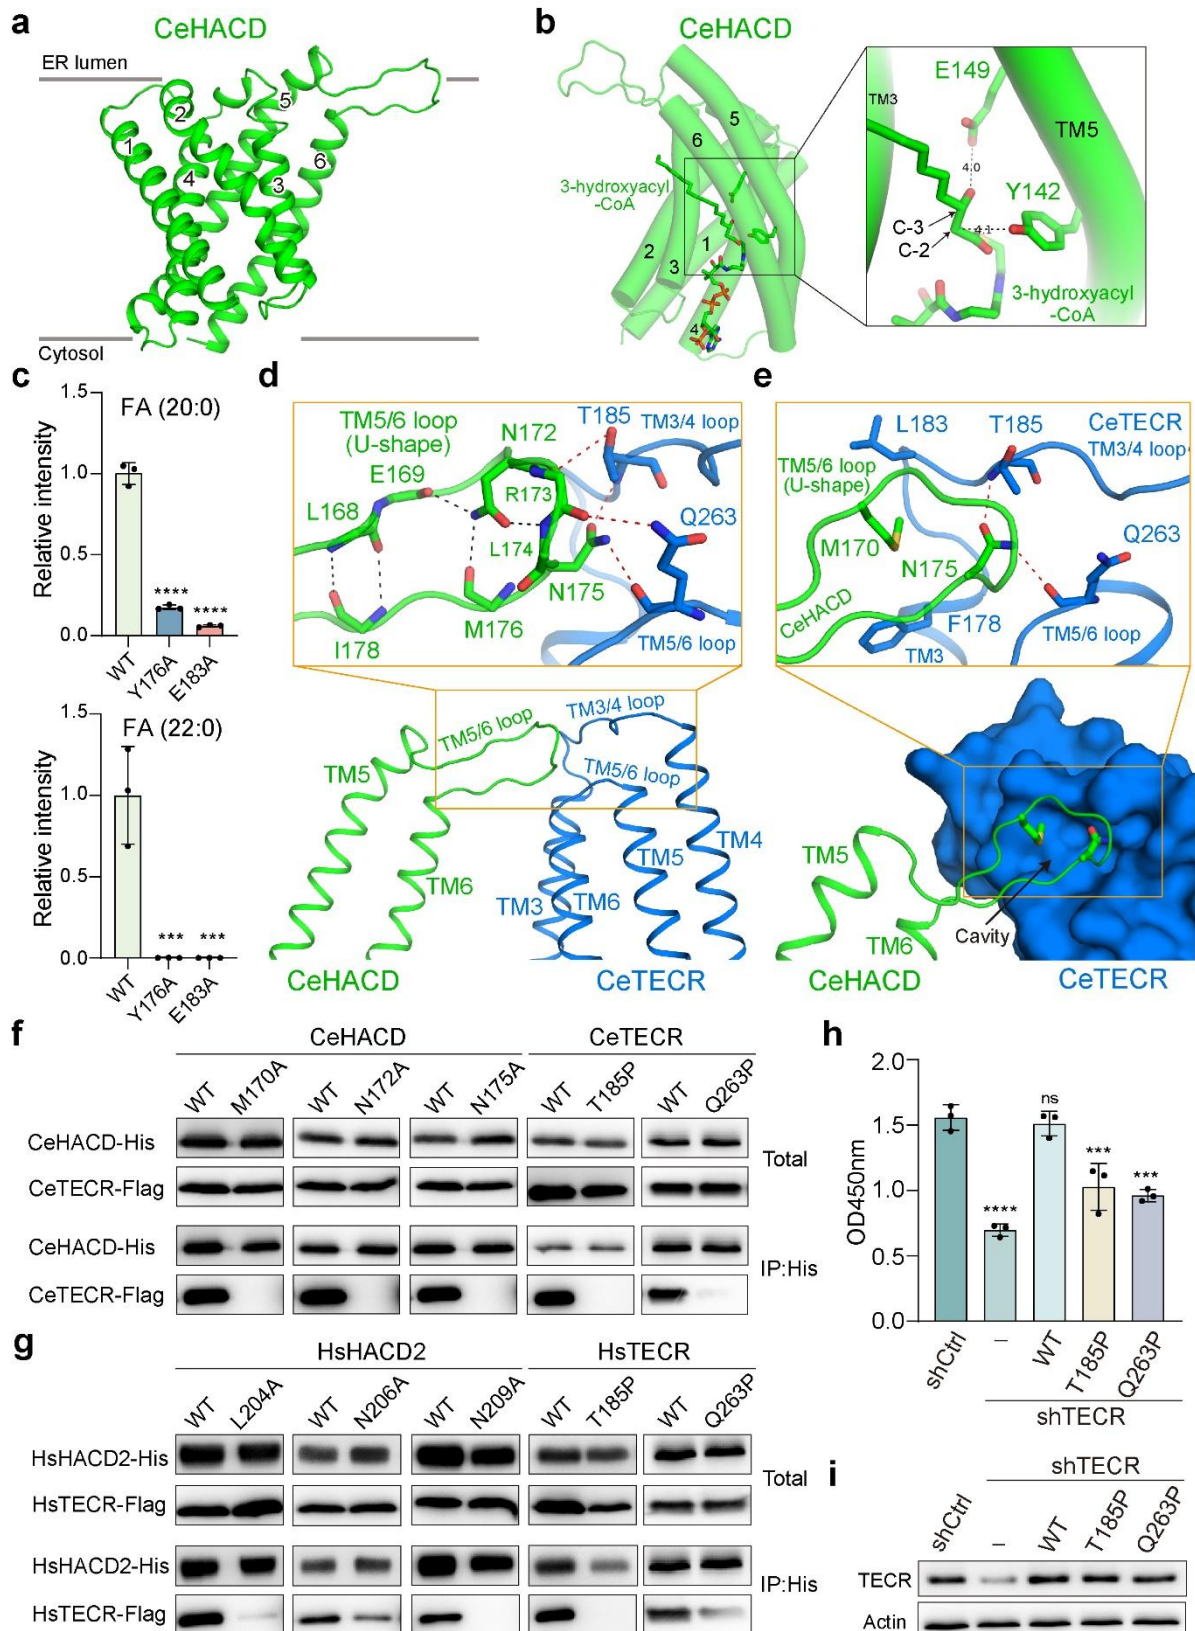 a
CeHACD
ER lumen
1
2
4
5
3
6
Cytosol
b
CeHACD
5
6
3-hydroxyacyl
-CoA
1
2
3
4
E149
TM3
TM5
4.0
Y142
C-3
4.1
C-2
3-hydroxyacyl
-CoA
c
1.5
FA (20:0)
1.0
Relative intensity
0.5
****
****
0.0
WT
Y176A
E183A
1.5
FA (22:0)
1.0
Relative intensity
0.5
***
***
0.0
WT
Y176A
E183A
d
TM5/6 loop
(U-shape)
N172
T185
TM3/4 loop
E169
R173
L168
Q263
L174
N175
M176
I178
TM5/6 loop
TM5/6 loop
TM3/4 loop
TM5
TM5/6 loop
TM6
TM3
TM6
TM5
TM4
CeHACD
CeTECR
e
L183
T185
CeTECR
TM3/4 loop
TM5/6 loop
(U-shape)
M170
Q263
N175
CeHACD
F178
TM5/6 loop
TM3
TM5
TM6
Cavity
CeHACD
CeTECR
f
CeHACD
CeTECR
WT
M170A
WT
N172A
WT
N175A
WT
T185P
WT
Q263P
CeHACD-His
Total
CeTECR-Flag
CeHACD-His
IP:His
CeTECR-Flag
g
HsHACD2
HsTECR
WT
L204A
WT
N206A
WT
N209A
WT
T185P
WT
Q263P
HsHACD2-His
Total
HsTECR-Flag
HsHACD2-His
IP:His
HsTECR-Flag
h
2.0
ns
1.5
***
***
OD450nm
1.0
****
0.5
0.0
shCtrl
–
WT
T185P
Q263P
shTECR
i
shTECR
shCtrl
–
WT
T185P
Q263P
TECR
Actin